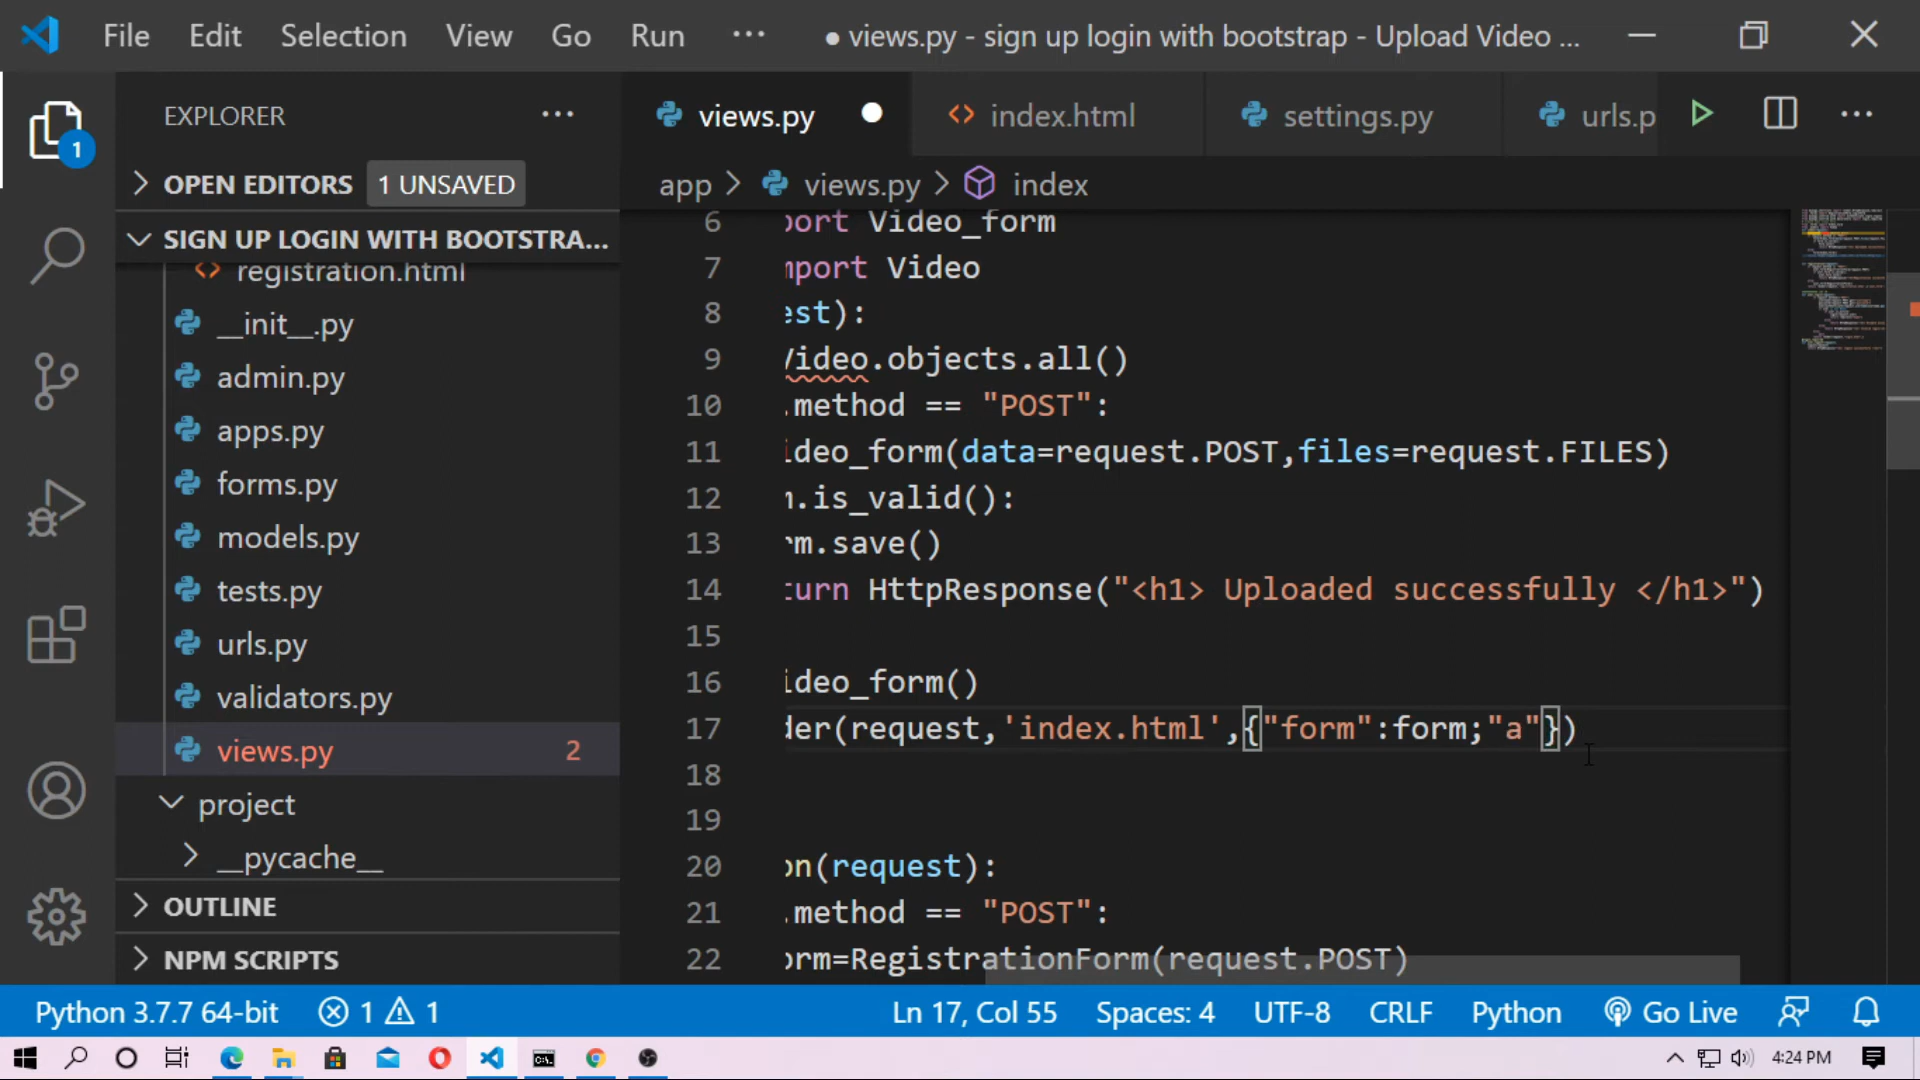 File Edit Selection View Go Run ··· ● views.py - sign up login with bootstrap - Upload Video ...
EXPLORER ···
views.py
index.html
settings.py
urls.p
OPEN EDITORS 1 UNSAVED
app > views.py > index
SIGN UP LOGIN WITH BOOTSTRA...
registration.html
__init__.py
admin.py
apps.py
forms.py
models.py
tests.py
urls.py
validators.py
views.py 2
project
__pycache__
OUTLINE
NPM SCRIPTS
1
6 port Video_form
7 mport Video
8 est):
9 Video.objects.all()
10 .method == "POST":
11 ideo_form(data=request.POST,files=request.FILES)
12 m.is_valid():
13 rm.save()
14 turn HttpResponse("<h1> Uploaded successfully </h1>")
15
16 ideo_form()
17 der(request,'index.html',{"form":form;"a"})
18
19
20 on(request):
21 .method == "POST":
22 orm=RegistrationForm(request.POST)
Python 3.7.7 64-bit 1 1 Ln 17, Col 55 Spaces: 4 UTF-8 CRLF Python Go Live
4:24 PM